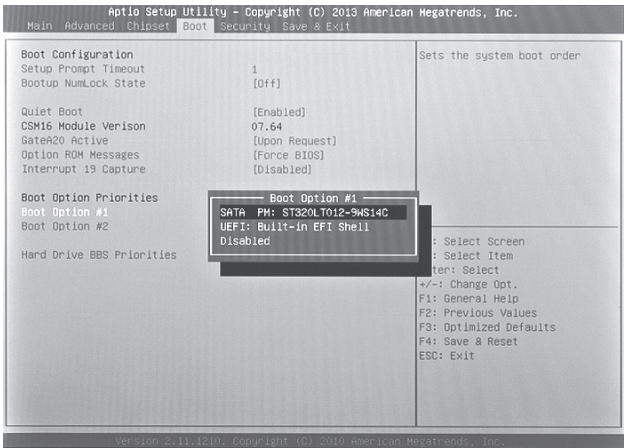 Aptio Setup Utility – Copyright (C) 2013 American Megatrends, Inc.
Main Advanced Chipset Boot Security Save & Exit
Boot Configuration
Setup Prompt Timeout 1
Bootup NumLock State [Off]
Quiet Boot [Enabled]
CSM16 Module Verison 07.64
GateA20 Active [Upon Request]
Option ROM Messages [Force BIOS]
Interrupt 19 Capture [Disabled]
Boot Option Priorities
Boot Option #1
Boot Option #2
Hard Drive BBS Priorities
Boot Option #1
SATA PM: ST320LT012-9WS14C
UEFI: Built-in EFI Shell
Disabled
Sets the system boot order
: Select Screen
: Select Item
ter: Select
+/-: Change Opt.
F1: General Help
F2: Previous Values
F3: Optimized Defaults
F4: Save & Reset
ESC: Exit
Version 2.11.1210. Copyright (C) 2010 American Megatrends, Inc.